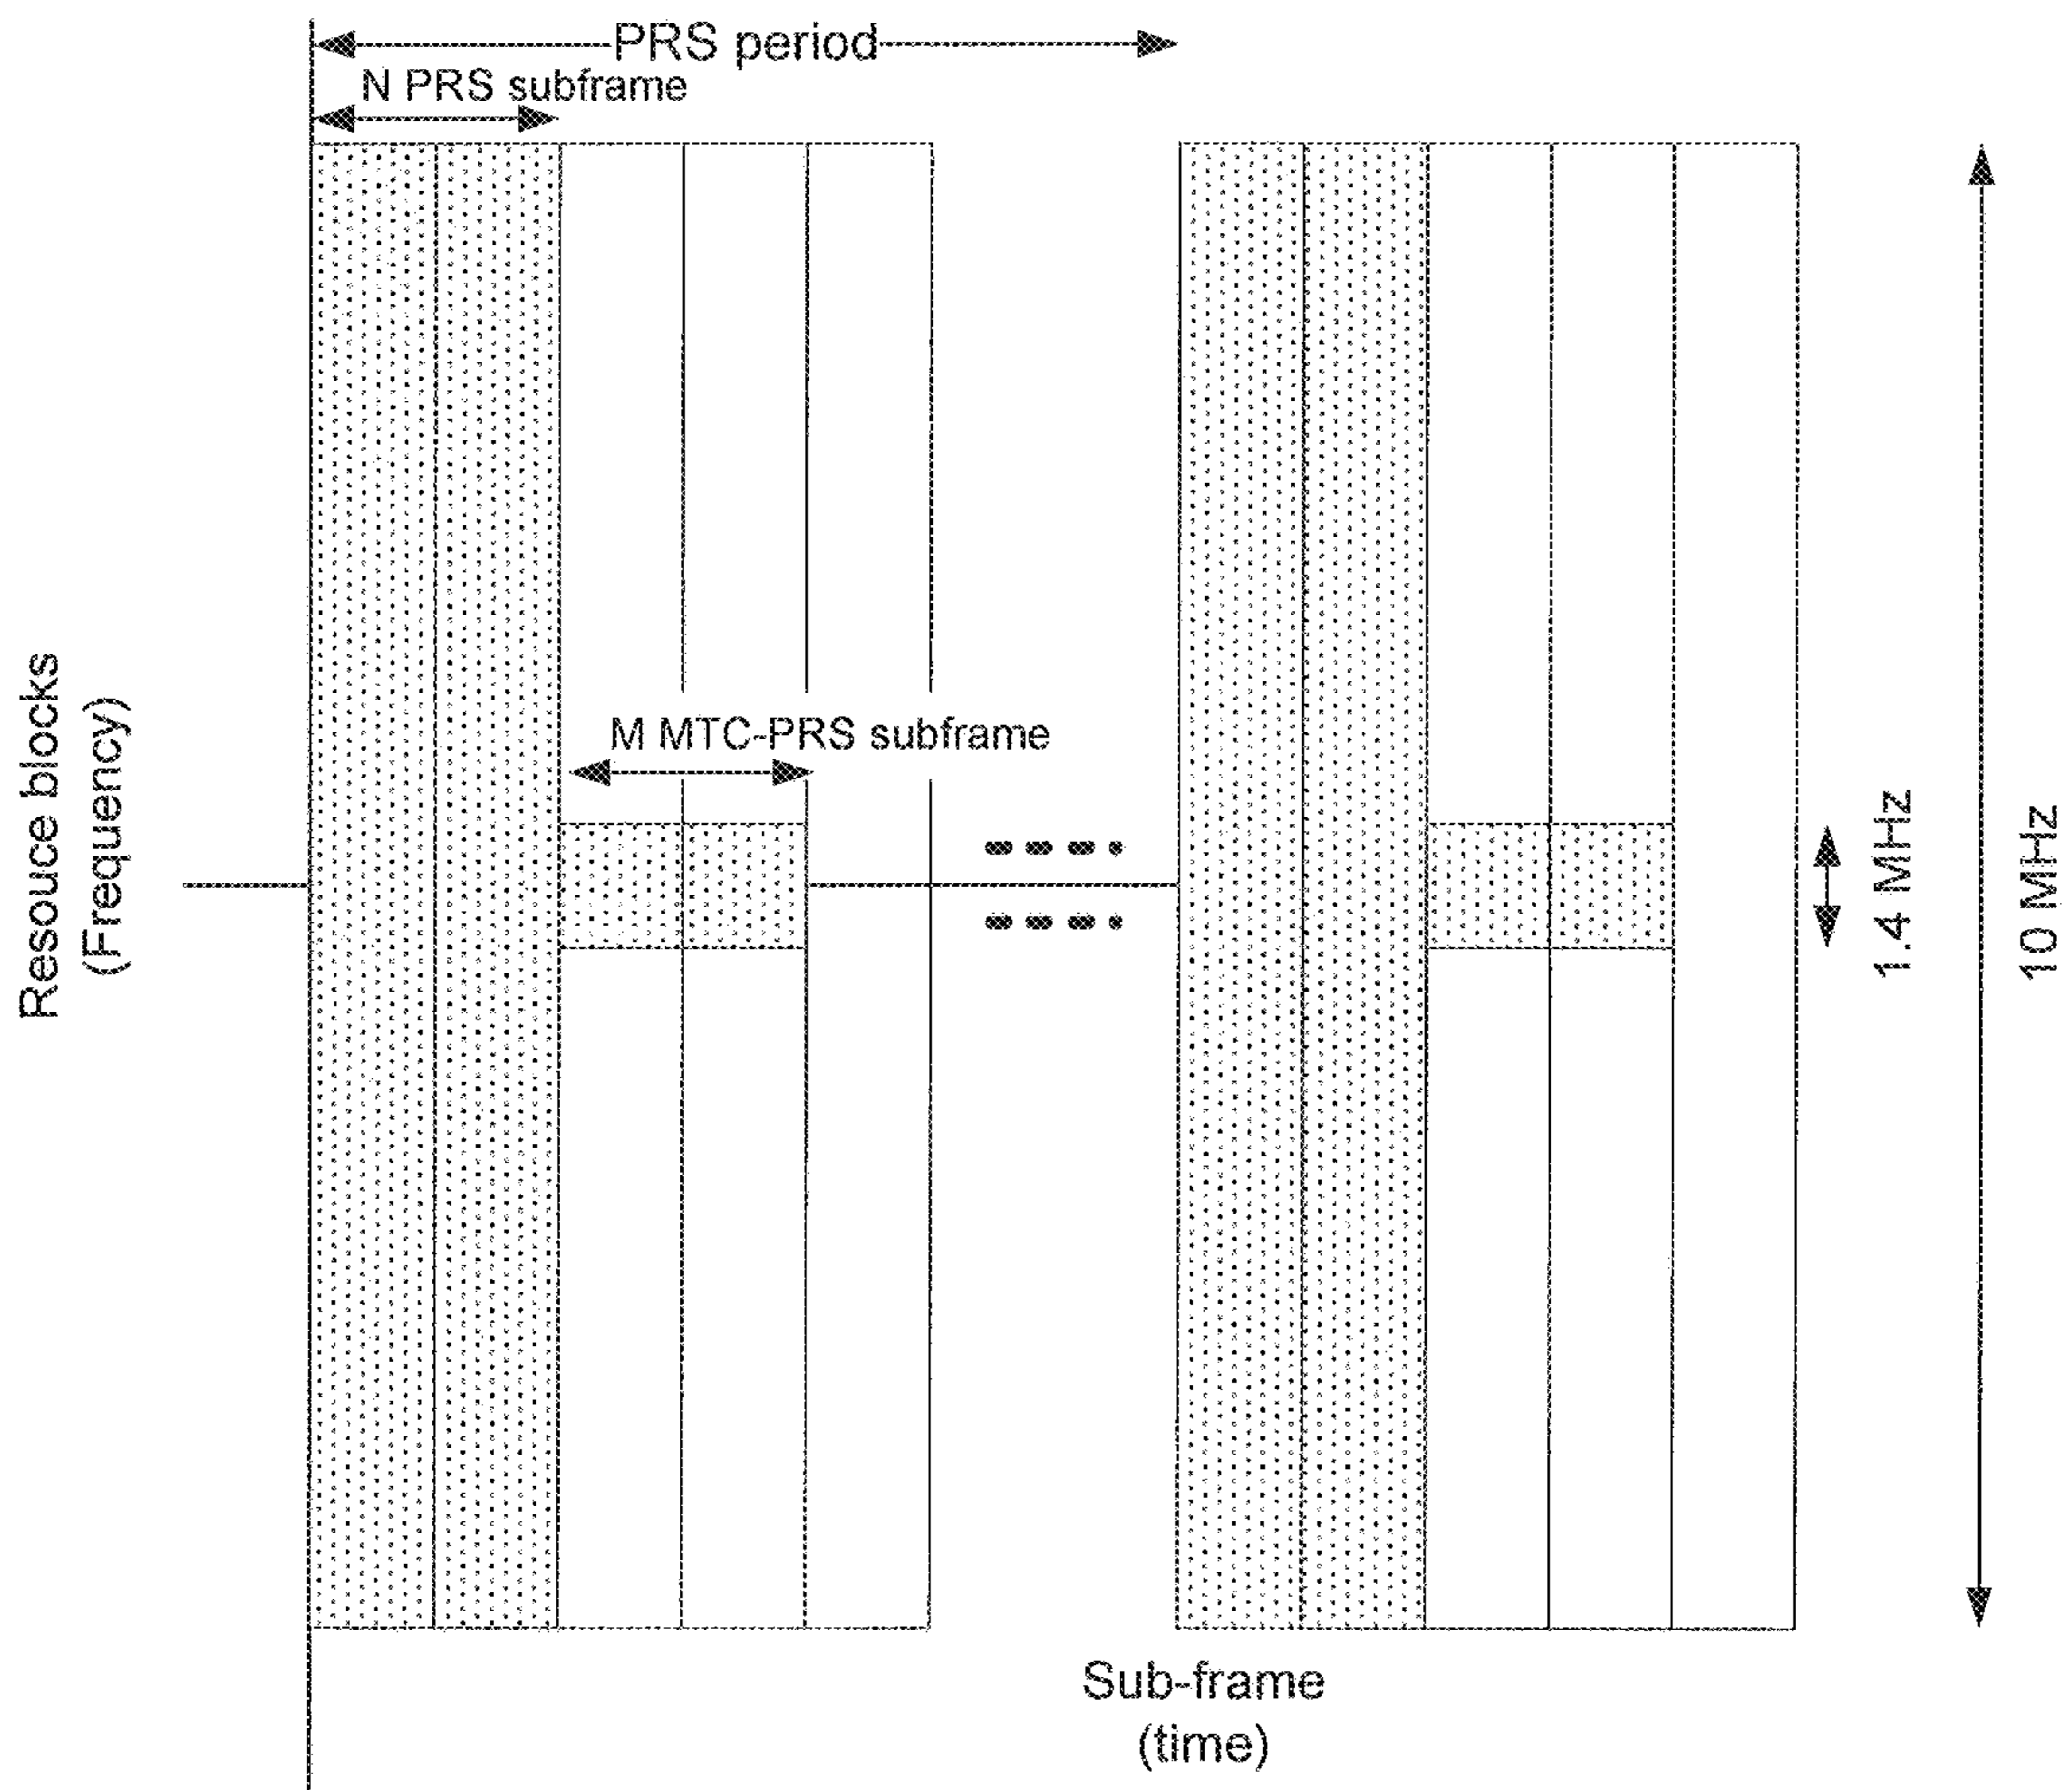 PRS period
N PRS subframe
M MTC-PRS subframe
Resouce blocks
(Frequency)
1.4 MHz
10 MHz
Sub-frame
(time)